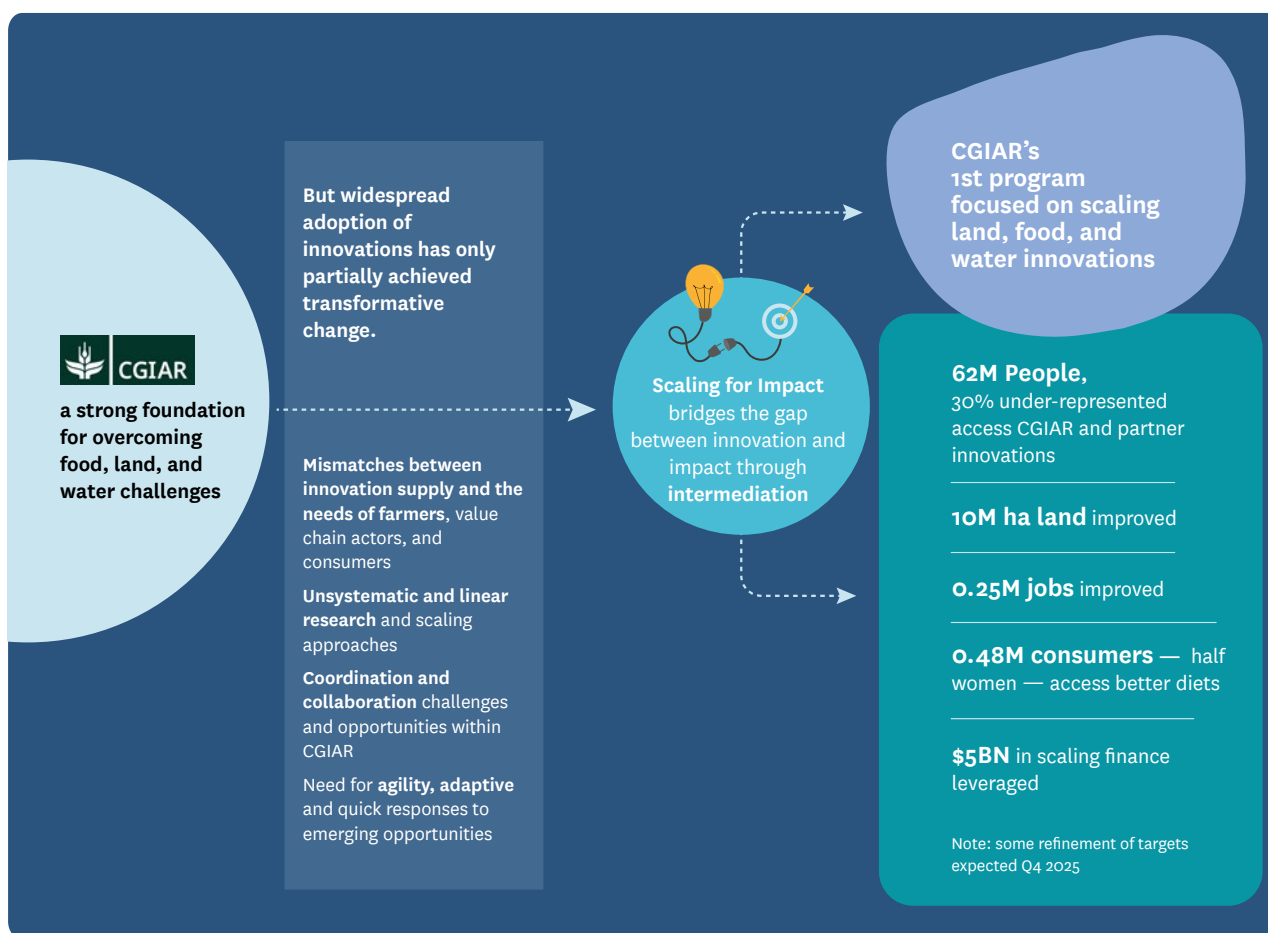 CGIAR
a strong foundation
for overcoming
food, land, and
water challenges
But widespread
adoption of
innovations has only
partially achieved
transformative
change.
Mismatches between
innovation supply and the
needs of farmers, value
chain actors, and
consumers
Unsystematic and linear
research and scaling
approaches
Coordination and
collaboration challenges
and opportunities within
CGIAR
Need for agility, adaptive
and quick responses to
emerging opportunities
Scaling for Impact
bridges the gap
between innovation and
impact through
intermediation
CGIAR’s
1st program
focused on scaling
land, food, and
water innovations
62M People,
30% under-represented
access CGIAR and partner
innovations
10M ha land improved
0.25M jobs improved
0.48M consumers — half
women — access better diets
$5BN in scaling finance
leveraged
Note: some refinement of targets
expected Q4 2025